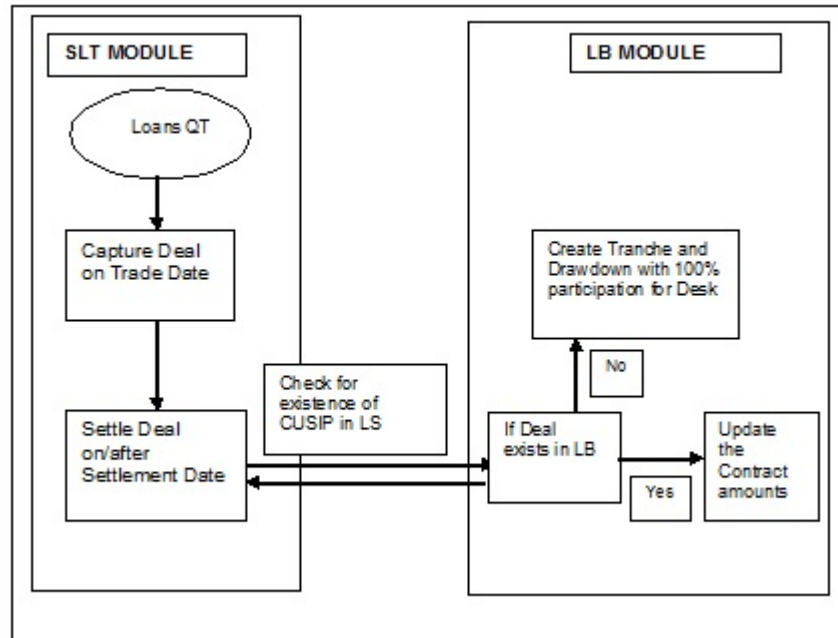 SLT MODULE
LB MODULE
Loans QT
Capture Deal
on Trade Date
Create Tranche and
Drawdown with 100%
participation for Desk
No
Check for
existence of
CUSIP in LS
Settle Deal
on/after
Settlement Date
If Deal
exists in LB
Yes
Update
the
Contract
amounts